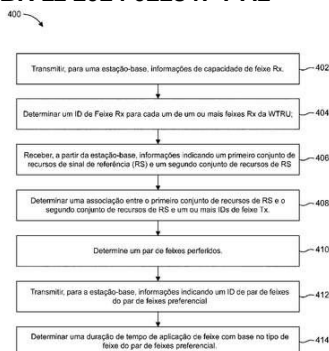 400
Transmitir, para uma estação-base, informações de capacidade de feixe Rx.
402
Determinar um ID de Feixe Rx para cada um de um ou mais feixes Rx da WTRU;
404
Receber, a partir da estação-base, informações indicando um primeiro conjunto de
recursos de sinal de referência (RS) e um segundo conjunto de recursos de RS
406
Determinar uma associação entre o primeiro conjunto de recursos de RS e o
segundo conjunto de recursos de RS e um ou mais IDs de feixe Tx.
408
Determine um par de feixes perferidos.
410
Transmitir, para a estação-base, informações indicando um ID de par de feixes
do par de feixes preferencial
412
Determinar uma duração de tempo de aplicação de feixe com base no tipo de
feixe do par de feixes preferencial.
414